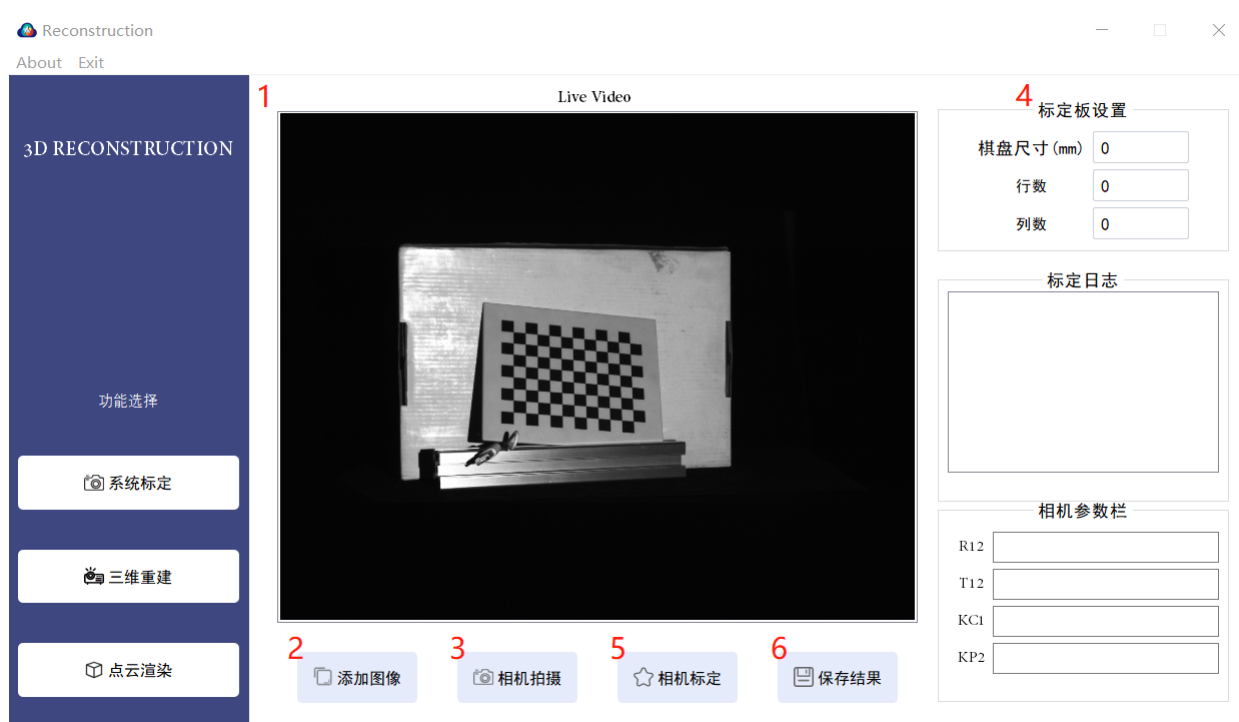 Reconstruction
About Exit
3D RECONSTRUCTION
功能选择
系统标定
三维重建
点云渲染
1
Live Video
2
添加图像
3
相机拍摄
5
相机标定
6
保存结果
4
标定板设置
棋盘尺寸(mm) 0
行数 0
列数 0
标定日志
相机参数栏
R12
T12
KC1
KP2